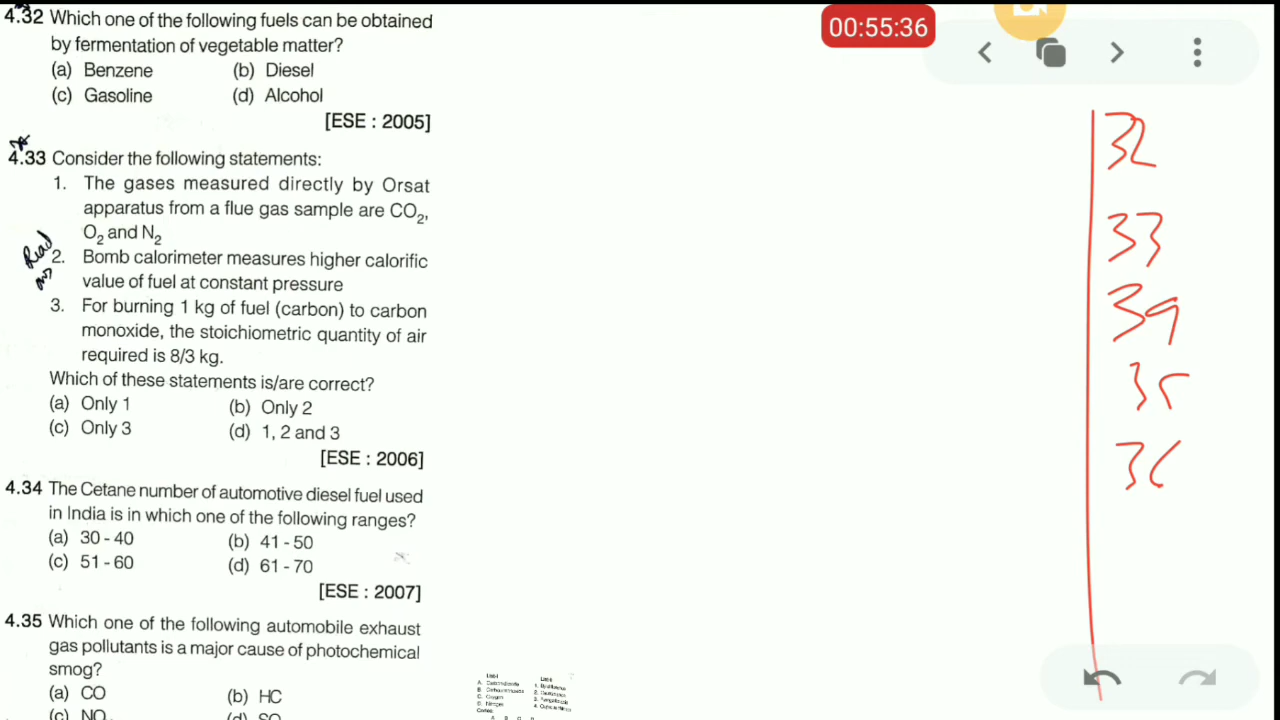 4.32 Which one of the following fuels can be obtained
by fermentation of vegetable matter?
(a) Benzene (b) Diesel
(c) Gasoline (d) Alcohol
[ESE : 2005]
4.33 Consider the following statements:
1. The gases measured directly by Orsat
apparatus from a flue gas sample are CO2,
O2 and N2
Read
2. Bomb calorimeter measures higher calorific
value of fuel at constant pressure
3. For burning 1 kg of fuel (carbon) to carbon
monoxide, the stoichiometric quantity of air
required is 8/3 kg.
Which of these statements is/are correct?
(a) Only 1 (b) Only 2
(c) Only 3 (d) 1, 2 and 3
[ESE : 2006]
4.34 The Cetane number of automotive diesel fuel used
in India is in which one of the following ranges?
(a) 30 - 40 (b) 41 - 50
(c) 51 - 60 (d) 61 - 70
[ESE : 2007]
4.35 Which one of the following automobile exhaust
gas pollutants is a major cause of photochemical
smog?
(a) CO (b) HC
(c) NO (d) SO
00:55:36
32
33
34
35
36